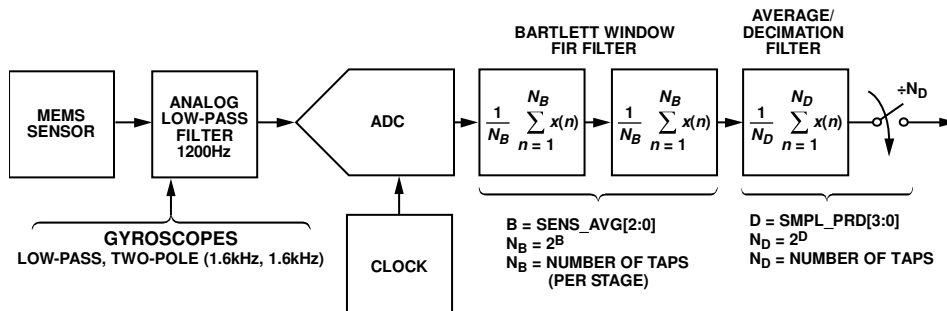 BARTLETT WINDOW
FIR FILTER
AVERAGE/
DECIMATION
FILTER
MEMS
SENSOR
ANALOG
LOW-PASS
FILTER
1200Hz
ADC
1/N_B ∑ x(n)
N_B
n = 1
1/N_B ∑ x(n)
N_B
n = 1
1/N_D ∑ x(n)
N_D
n = 1
÷N_D
GYROSCOPES
LOW-PASS, TWO-POLE (1.6kHz, 1.6kHz)
CLOCK
B = SENS_AVG[2:0]
N_B = 2^B
N_B = NUMBER OF TAPS
(PER STAGE)
D = SMPL_PRD[3:0]
N_D = 2^D
N_D = NUMBER OF TAPS